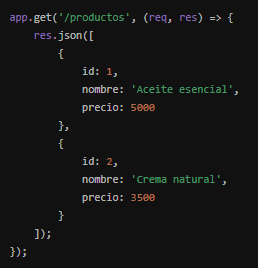 app.get('/productos', (req, res) => {
    res.json([
        {
            id: 1,
            nombre: 'Aceite esencial',
            precio: 5000
        },
        {
            id: 2,
            nombre: 'Crema natural',
            precio: 3500
        }
    ]);
});